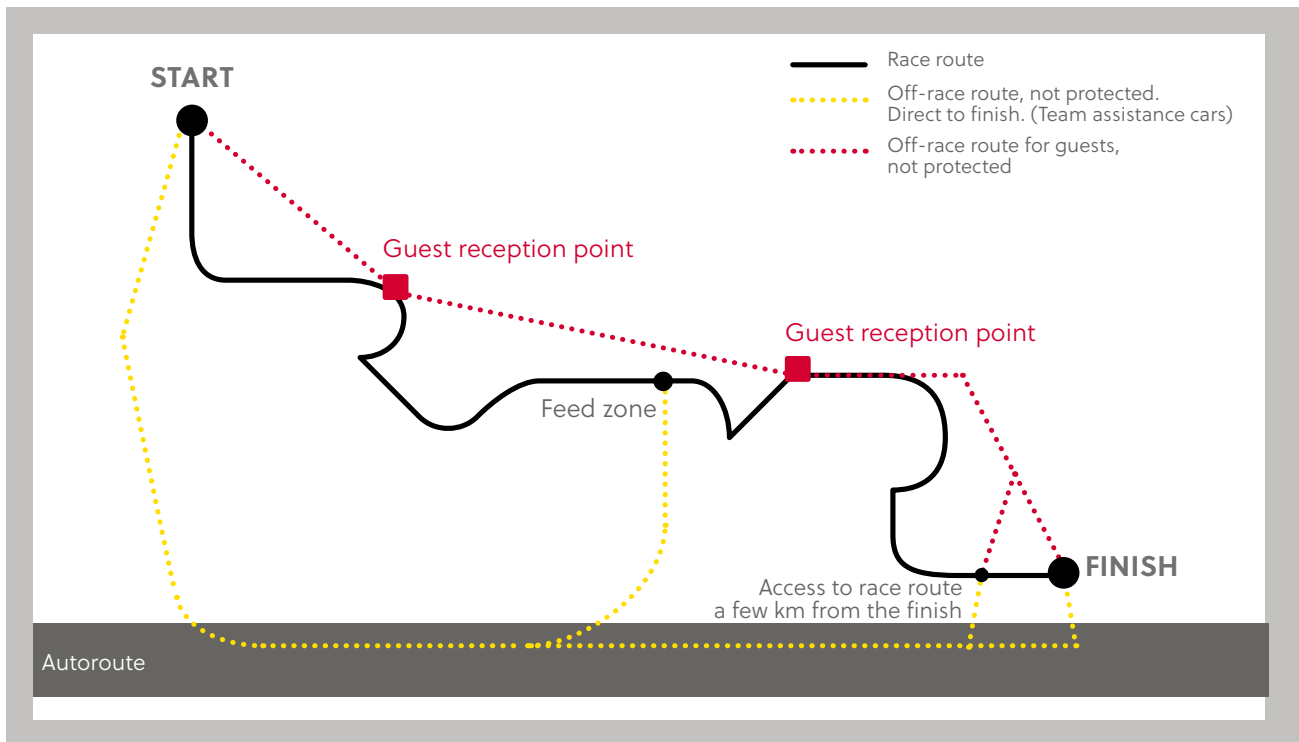 START
Race route
Off-race route, not protected.
Direct to finish. (Team assistance cars)
Off-race route for guests,
not protected
Guest reception point
Guest reception point
Feed zone
FINISH
Access to race route
a few km from the finish
Autoroute